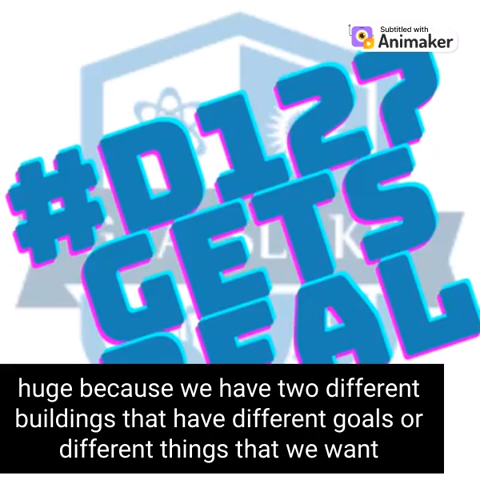 Subtitled with
Animaker
#D127
GETS
REAL
huge because we have two different
buildings that have different goals or
different things that we want